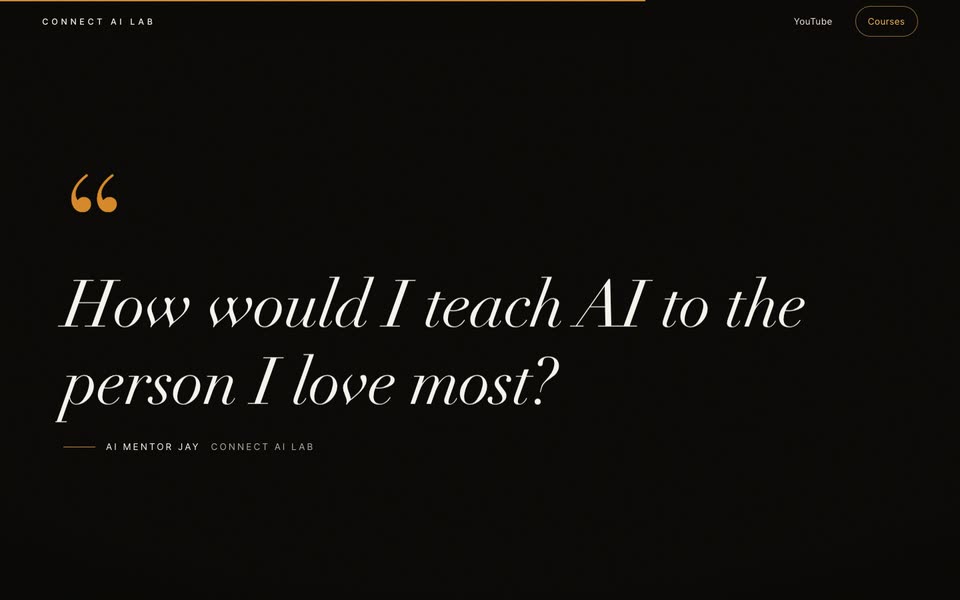 CONNECT AI LAB
YouTube
Courses
“
How would I teach AI to the
person I love most?
AI MENTOR JAY CONNECT AI LAB